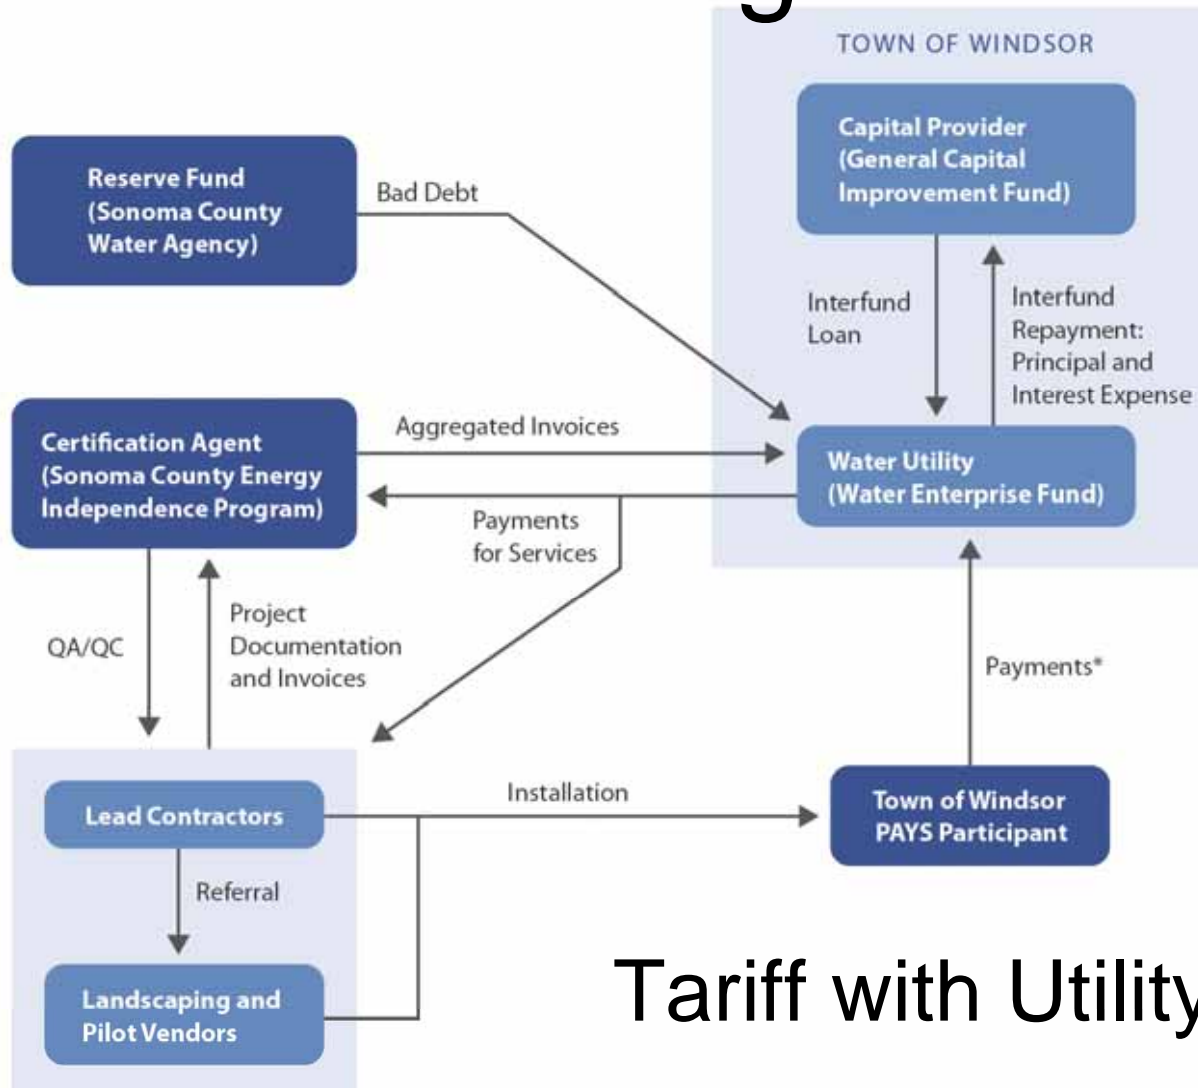 TOWN OF WINDSOR
Capital Provider
(General Capital
Improvement Fund)
Reserve Fund
(Sonoma County
Water Agency)
Bad Debt
Interfund
Loan
Interfund
Repayment:
Principal and
Interest Expense
Certification Agent
(Sonoma County Energy
Independence Program)
Aggregated Invoices
Water Utility
(Water Enterprise Fund)
Payments
for Services
QA/QC
Project
Documentation
and Invoices
Payments*
Lead Contractors
Installation
Town of Windsor
PAYS Participant
Referral
Landscaping and
Pilot Vendors
Tariff with Utility